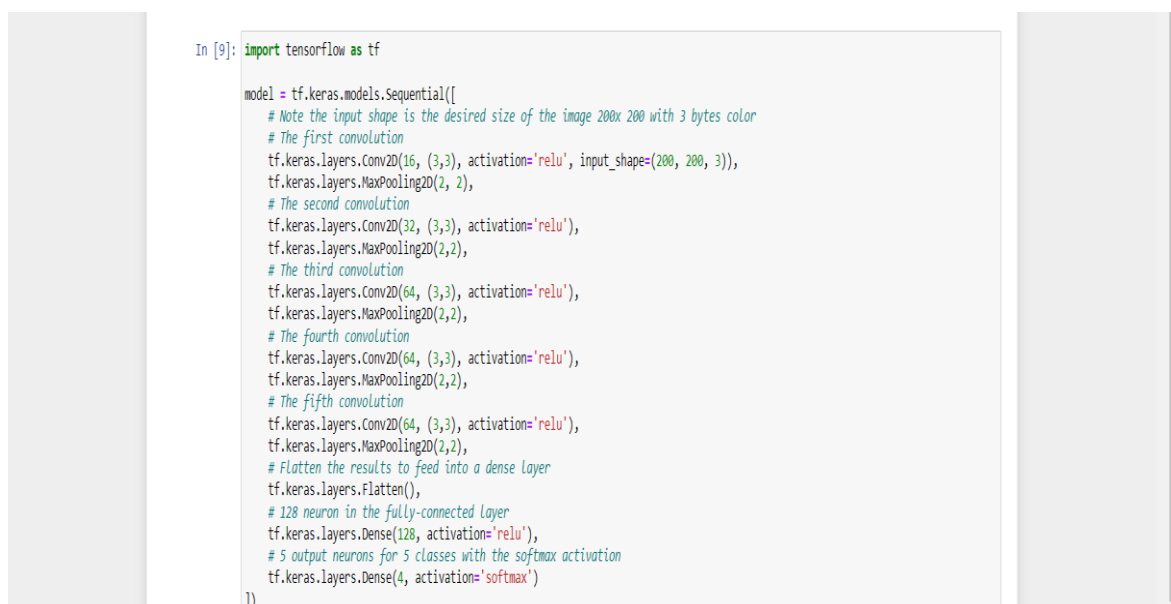 In [9]: import tensorflow as tf
model = tf.keras.models.Sequential([
# Note the input shape is the desired size of the image 200x 200 with 3 bytes color
# The first convolution
tf.keras.layers.Conv2D(16, (3,3), activation='relu', input_shape=(200, 200, 3)),
tf.keras.layers.MaxPooling2D(2, 2),
# The second convolution
tf.keras.layers.Conv2D(32, (3,3), activation='relu'),
tf.keras.layers.MaxPooling2D(2,2),
# The third convolution
tf.keras.layers.Conv2D(64, (3,3), activation='relu'),
tf.keras.layers.MaxPooling2D(2,2),
# The fourth convolution
tf.keras.layers.Conv2D(64, (3,3), activation='relu'),
tf.keras.layers.MaxPooling2D(2,2),
# The fifth convolution
tf.keras.layers.Conv2D(64, (3,3), activation='relu'),
tf.keras.layers.MaxPooling2D(2,2),
# Flatten the results to feed into a dense layer
tf.keras.layers.Flatten(),
# 128 neuron in the fully-connected layer
tf.keras.layers.Dense(128, activation='relu'),
# 5 output neurons for 5 classes with the softmax activation
tf.keras.layers.Dense(4, activation='softmax')
])